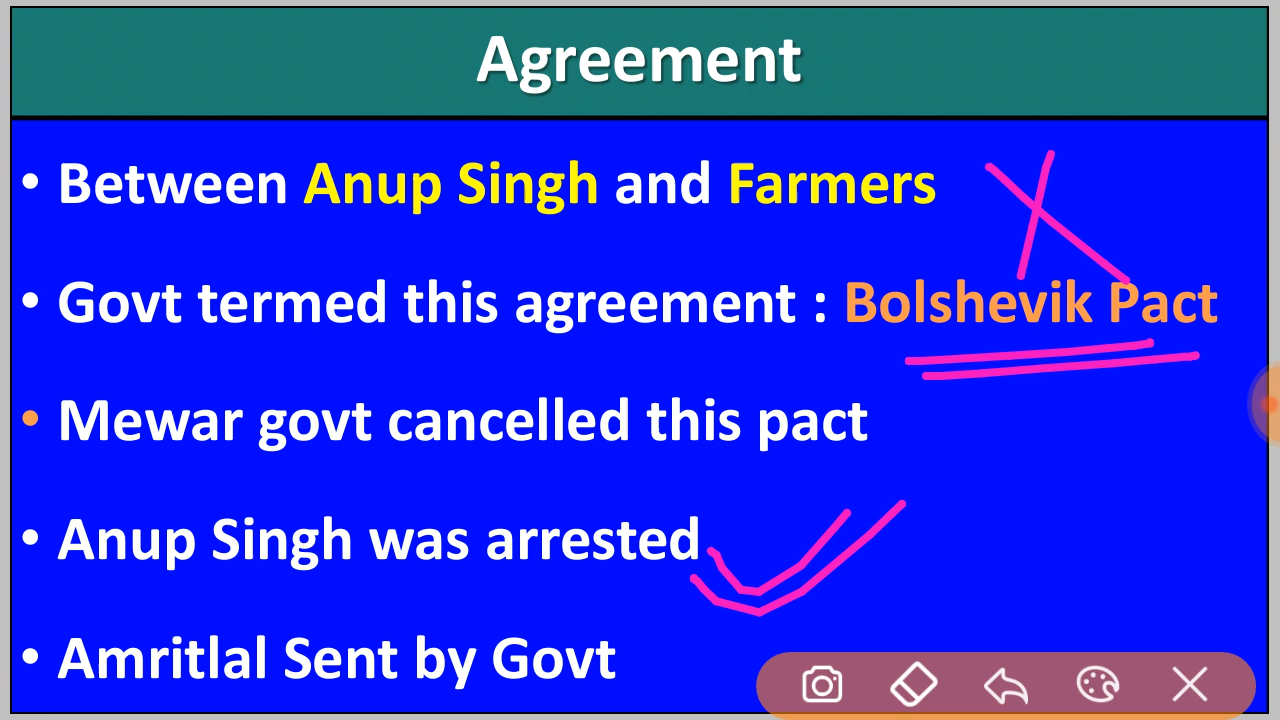 Agreement
• Between Anup Singh and Farmers
• Govt termed this agreement : Bolshevik Pact
• Mewar govt cancelled this pact
• Anup Singh was arrested
• Amritlal Sent by Govt